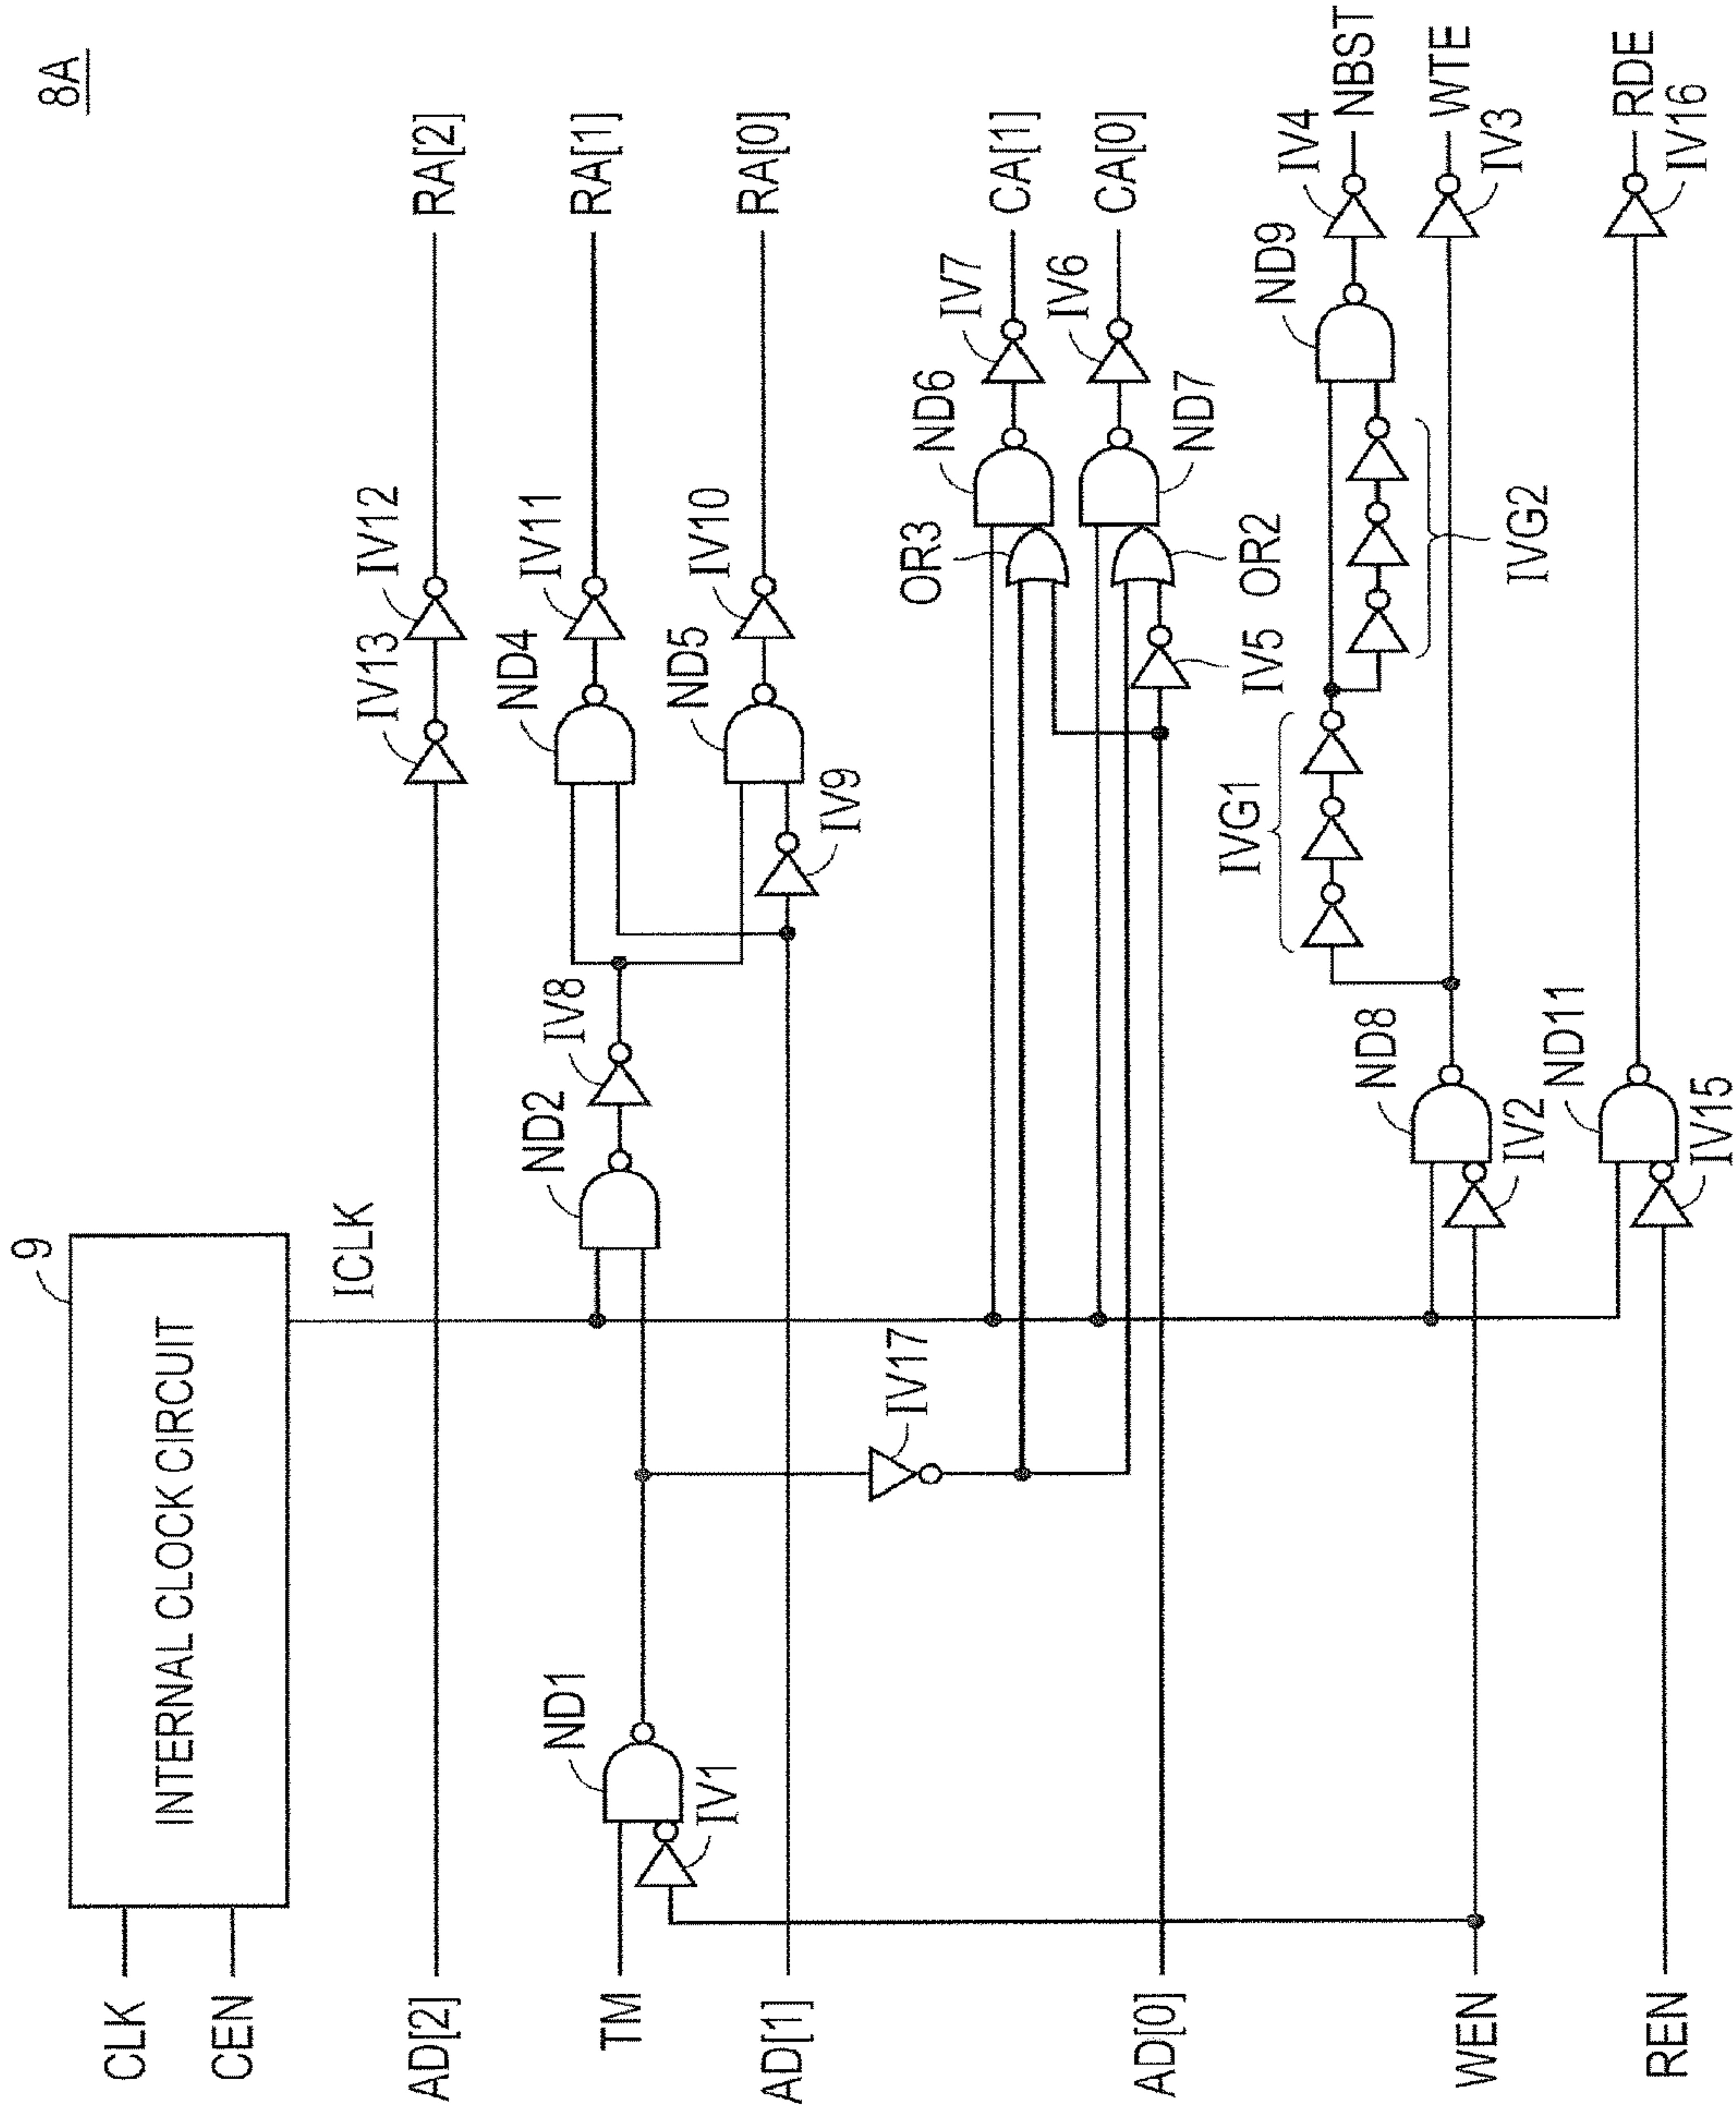 8A
9
INTERNAL CLOCK CIRCUIT
CLK
CEN
ICLK
AD[2]
IV13
IV12
RA[2]
TM
ND1
IV1
ND2
IV8
ND4
IV11
RA[1]
AD[1]
IV9
ND5
IV10
RA[0]
IV17
OR3
ND6
IV7
CA[1]
AD[0]
IV5
OR2
ND7
IV6
CA[0]
IVG1
IVG2
ND9
IV4
NBST
WEN
IV2
ND8
IV3
WTE
REN
IV15
ND11
IV16
RDE